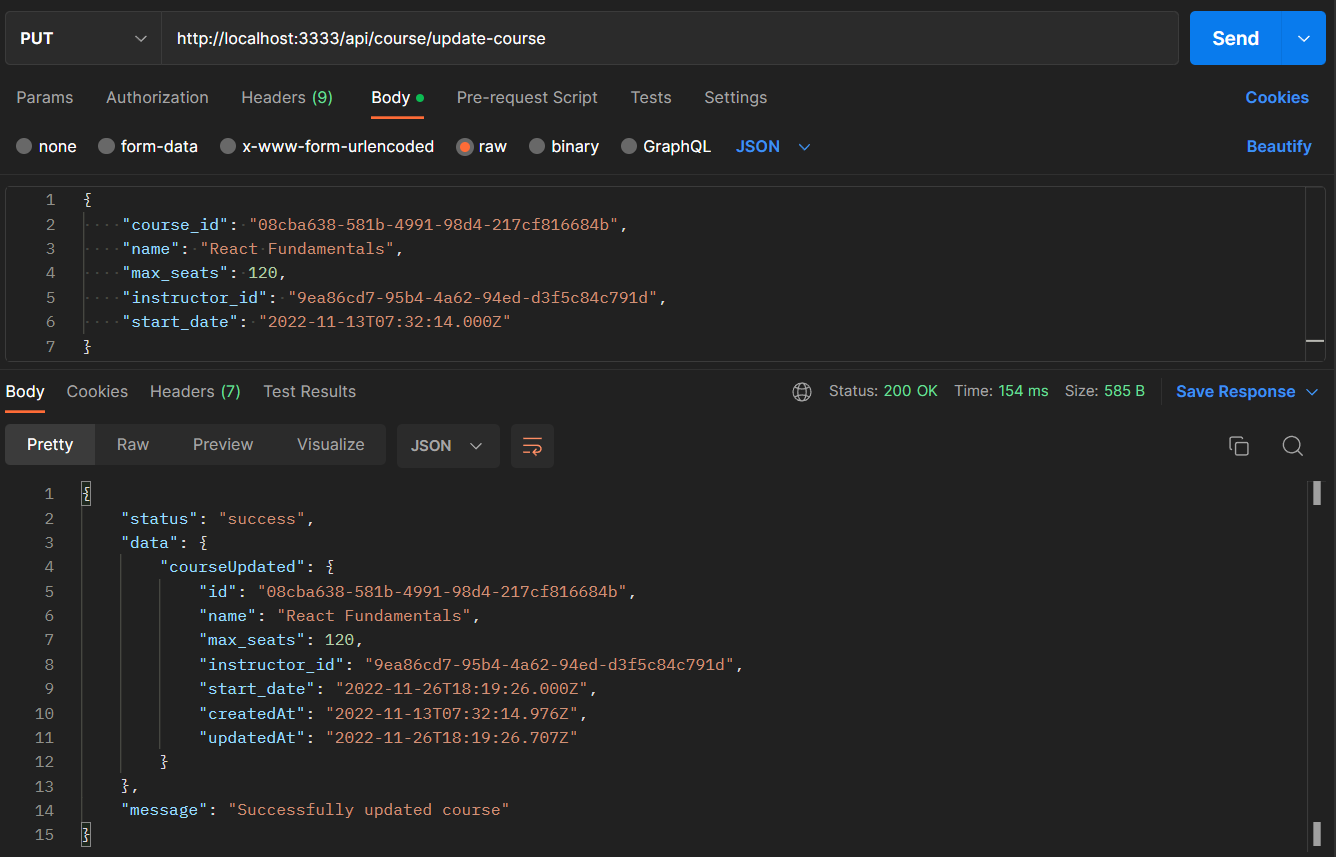 PUT http://localhost:3333/api/course/update-course Send
Params Authorization Headers (9) Body Pre-request Script Tests Settings Cookies
none form-data x-www-form-urlencoded raw binary GraphQL JSON Beautify
1 {
2 "course_id": "08cba638-581b-4991-98d4-217cf816684b",
3 "name": "React Fundamentals",
4 "max_seats": 120,
5 "instructor_id": "9ea86cd7-95b4-4a62-94ed-d3f5c84c791d",
6 "start_date": "2022-11-13T07:32:14.000Z"
7 }
Body Cookies Headers (7) Test Results Status: 200 OK Time: 154 ms Size: 585 B Save Response
Pretty Raw Preview Visualize JSON
1 {
2 "status": "success",
3 "data": {
4 "courseUpdated": {
5 "id": "08cba638-581b-4991-98d4-217cf816684b",
6 "name": "React Fundamentals",
7 "max_seats": 120,
8 "instructor_id": "9ea86cd7-95b4-4a62-94ed-d3f5c84c791d",
9 "start_date": "2022-11-26T18:19:26.000Z",
10 "createdAt": "2022-11-13T07:32:14.976Z",
11 "updatedAt": "2022-11-26T18:19:26.707Z"
12 }
13 },
14 "message": "Successfully updated course"
15 }